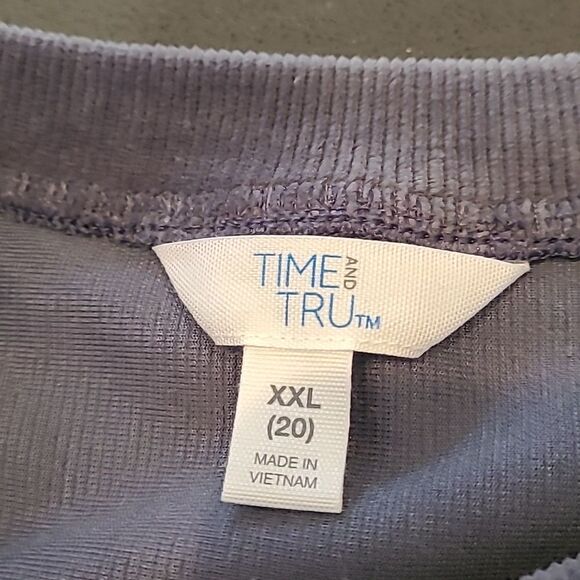 TIME AND
TRU™
XXL
(20)
MADE IN
VIETNAM